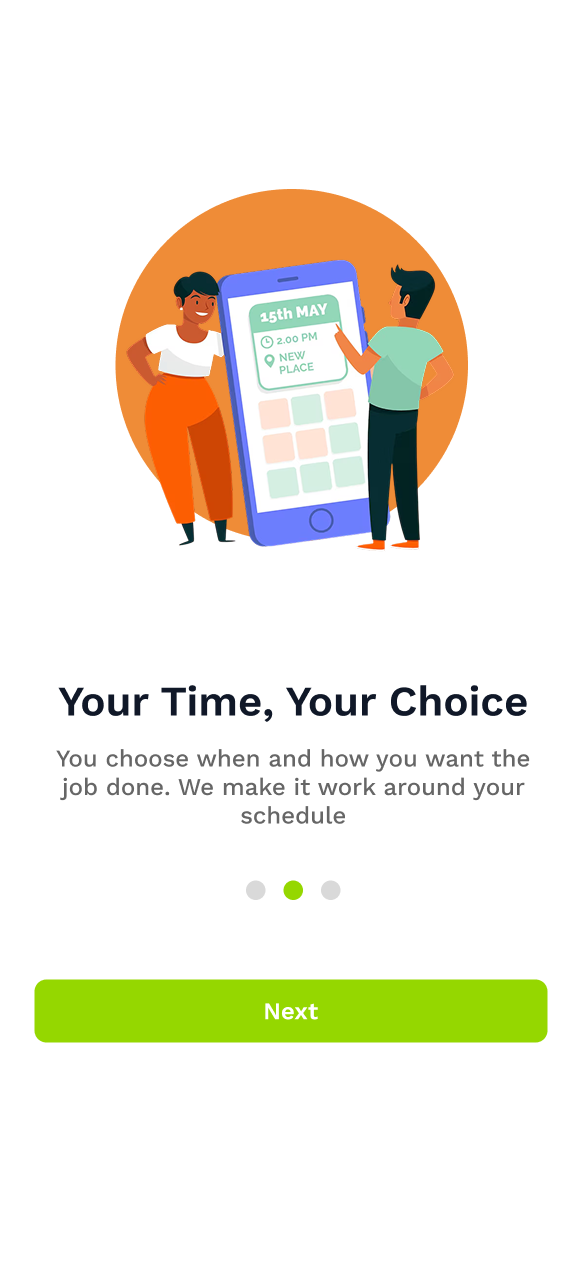 15th MAY
2.00 PM
NEW
PLACE
Your Time, Your Choice
You choose when and how you want the
job done. We make it work around your
schedule
Next